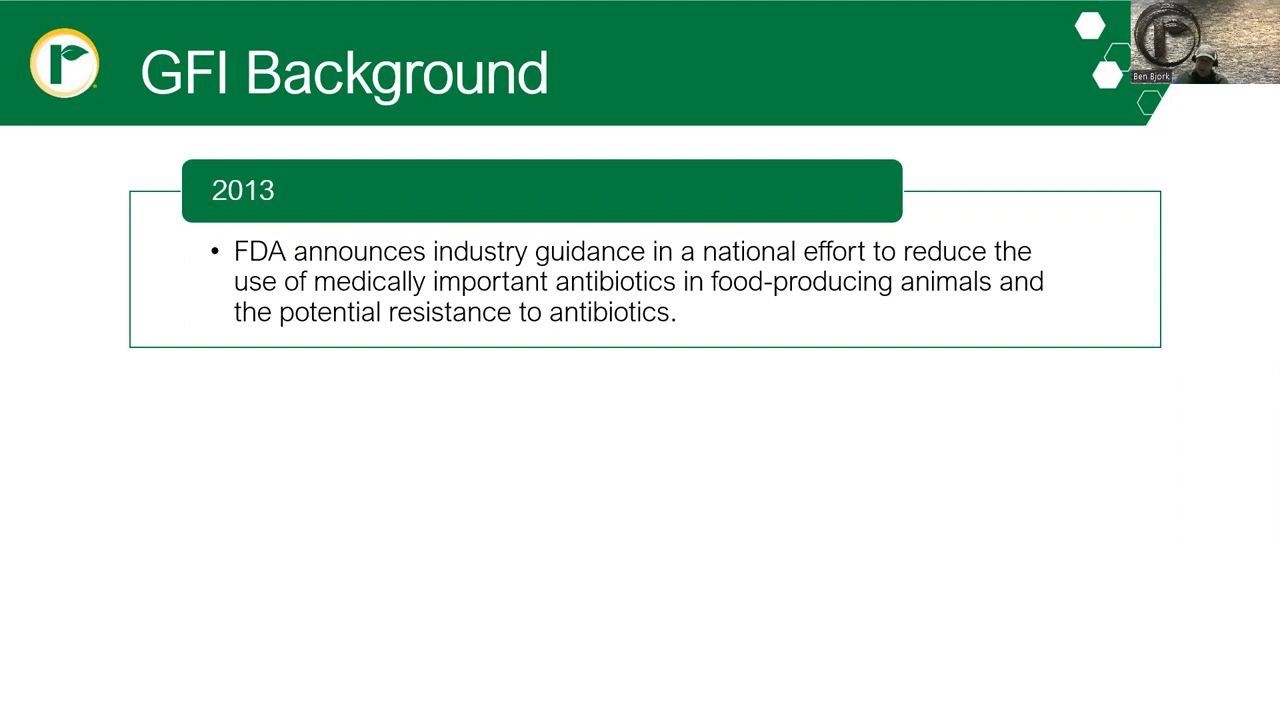 GFI Background
Ben Bjork
2013
• FDA announces industry guidance in a national effort to reduce the
use of medically important antibiotics in food-producing animals and
the potential resistance to antibiotics.